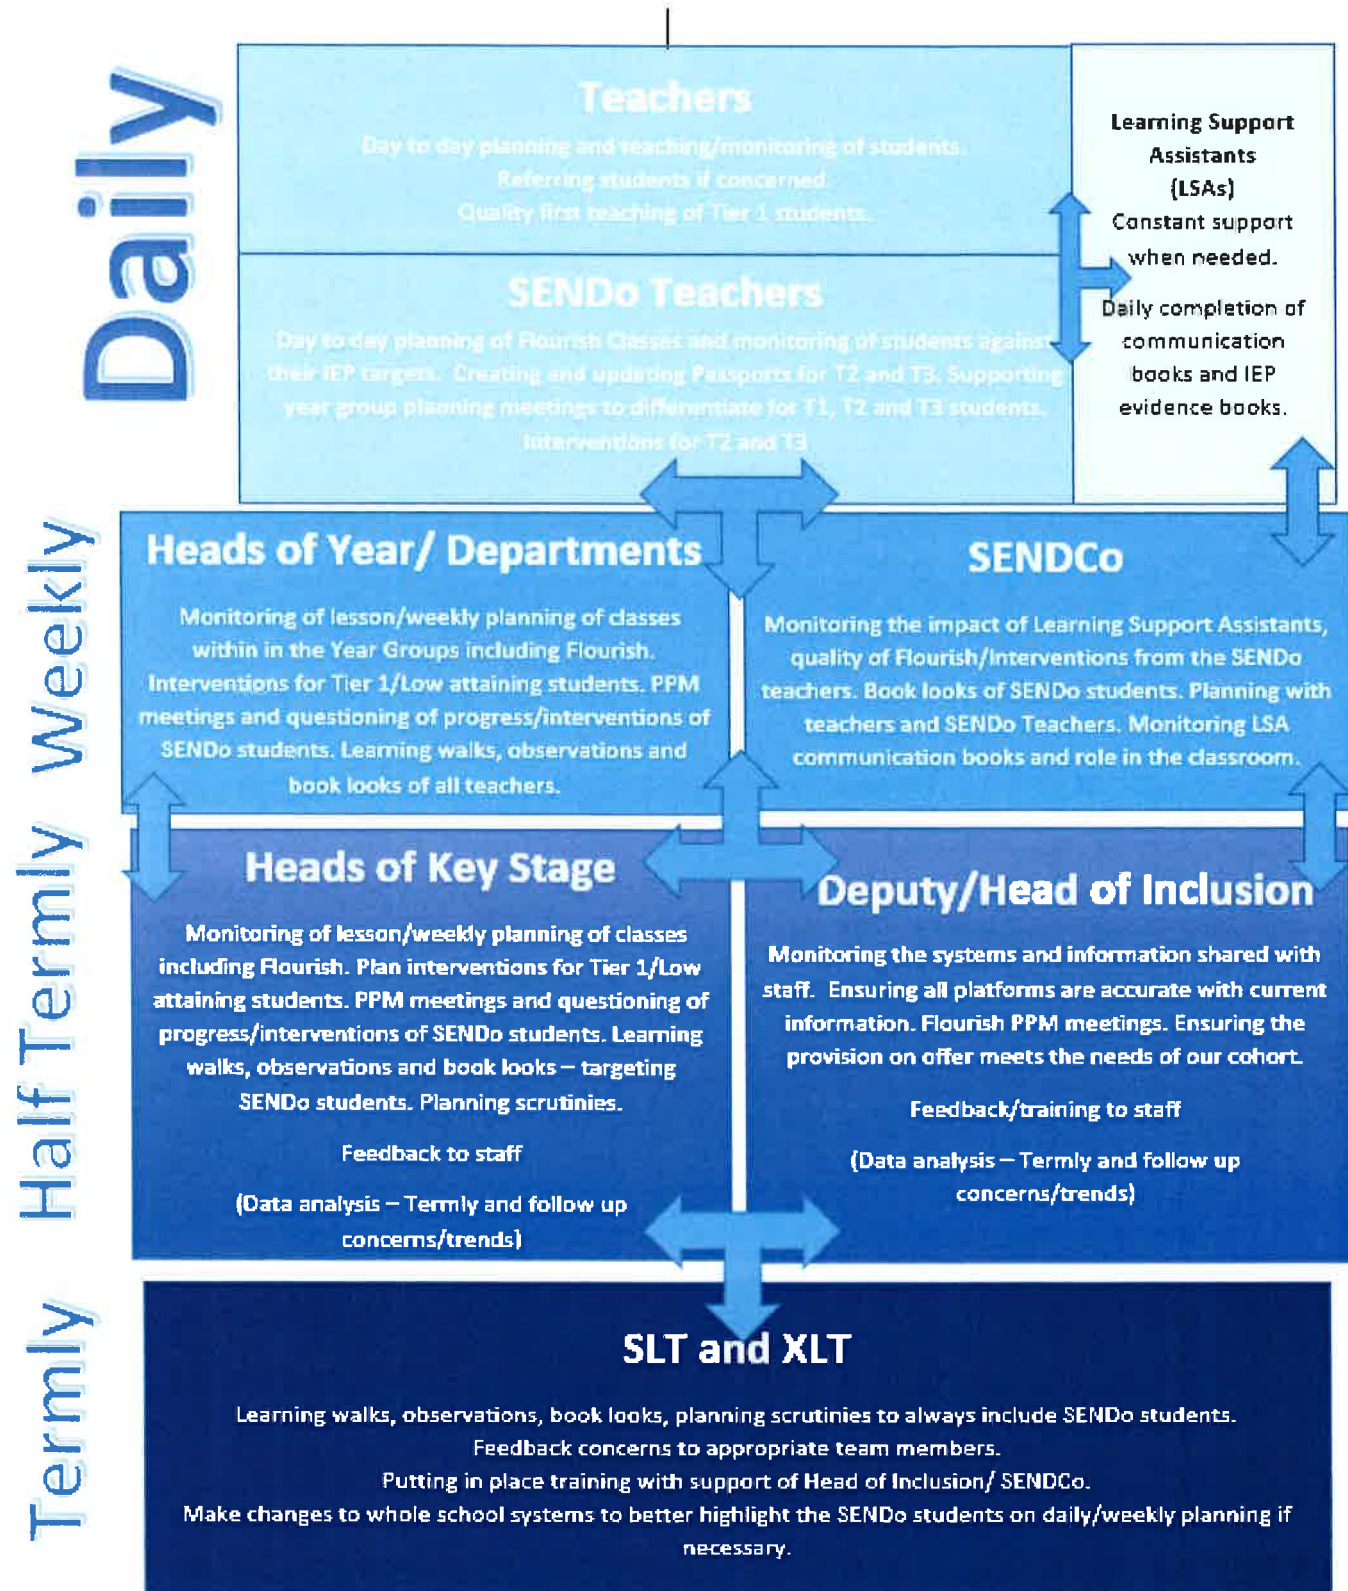 Daily
Teachers
Day to day planning and teaching/monitoring of students.
Referring students if concerned.
Quality first teaching of Tier 1 students.
SENDo Teachers
Day to day planning of Flourish Classes and monitoring of students against
their IEP targets. Creating and updating Passports for T2 and T3. Supporting
year group planning meetings to differentiate for T1, T2 and T3 students.
Interventions for T2 and T3
Learning Support
Assistants
(LSAs)
Constant support
when needed.
Daily completion of
communication
books and IEP
evidence books.
Weekly
Heads of Year/ Departments
Monitoring of lesson/weekly planning of classes
within in the Year Groups including Flourish.
Interventions for Tier 1/Low attaining students. PPM
meetings and questioning of progress/interventions of
SENDo students. Learning walks, observations and
book looks of all teachers.
SENDCo
Monitoring the impact of Learning Support Assistants,
quality of Flourish/Interventions from the SENDo
teachers. Book looks of SENDo students. Planning with
teachers and SENDo Teachers. Monitoring LSA
communication books and role in the classroom.
Half Termly
Heads of Key Stage
Monitoring of lesson/weekly planning of classes
including Flourish. Plan interventions for Tier 1/Low
attaining students. PPM meetings and questioning of
progress/interventions of SENDo students. Learning
walks, observations and book looks – targeting
SENDo students. Planning scrutinies.
Feedback to staff
(Data analysis – Termly and follow up
concerns/trends)
Deputy/Head of Inclusion
Monitoring the systems and information shared with
staff. Ensuring all platforms are accurate with current
information. Flourish PPM meetings. Ensuring the
provision on offer meets the needs of our cohort.
Feedback/training to staff
(Data analysis – Termly and follow up
concerns/trends)
Termly
SLT and XLT
Learning walks, observations, book looks, planning scrutinies to always include SENDo students.
Feedback concerns to appropriate team members.
Putting in place training with support of Head of Inclusion/ SENDCo.
Make changes to whole school systems to better highlight the SENDo students on daily/weekly planning if
necessary.